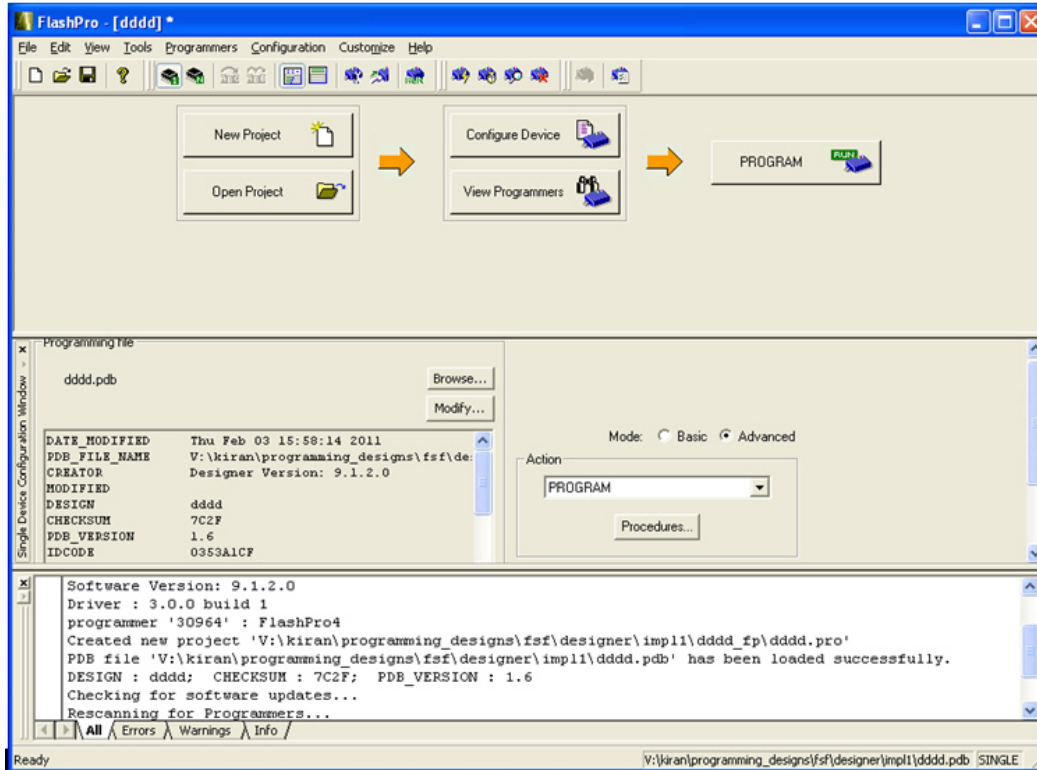 FlashPro - [dddd] *
File Edit View Tools Programmers Configuration Customize Help
New Project
Open Project
Configure Device
View Programmers
PROGRAM
RUN
Single Device Configuration Window
Programming file
dddd.pdb
Browse...
Modify...
DATE_MODIFIED Thu Feb 03 15:58:14 2011
PDB_FILE_NAME V:\kiran\programming_designs\fsf\de:
CREATOR Designer Version: 9.1.2.0
MODIFIED
DESIGN dddd
CHECKSUM 7C2F
PDB_VERSION 1.6
IDCODE 0353A1CF
Mode: Basic Advanced
Action
PROGRAM
Procedures...
Software Version: 9.1.2.0
Driver : 3.0.0 build 1
programmer '30964' : FlashPro4
Created new project 'V:\kiran\programming_designs\fsf\designer\impl1\dddd_fp\dddd.pro'
PDB file 'V:\kiran\programming_designs\fsf\designer\impl1\dddd.pdb' has been loaded successfully.
DESIGN : dddd; CHECKSUM : 7C2F; PDB_VERSION : 1.6
Checking for software updates...
Rescanning for Programmers...
All Errors Warnings Info
Ready V:\kiran\programming_designs\fsf\designer\impl1\dddd.pdb SINGLE